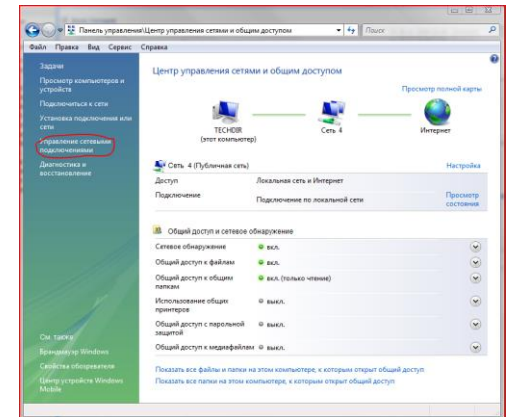 Панель управления\Центр управления сетями и общим доступом
Поиск
Файл Правка Вид Сервис Справка
Задачи
Просмотр компьютеров и
устройств
Подключиться к сети
Установка подключения или
сети
Управление сетевыми
подключениями
Диагностика и
восстановление
См. также
Брандмауэр Windows
Свойства обозревателя
Центр устройств Windows
Mobile
Центр управления сетями и общим доступом
Просмотр полной карты
TECHDIR
(этот компьютер)
Сеть 4
Интернет
Сеть 4 (Публичная сеть)
Настройка
Доступ
Локальная сеть и Интернет
Подключение
Подключение по локальной сети
Просмотр
состояния
Общий доступ и сетевое обнаружение
Сетевое обнаружение
вкл.
Общий доступ к файлам
вкл.
Общий доступ к общим
папкам
вкл. (только чтение)
Использование общих
принтеров
выкл.
Общий доступ с парольной
защитой
выкл.
Общий доступ к медиафайлам
выкл.
Показать все файлы и папки на этом компьютере, к которым открыт общий доступ
Показать все папки на этом компьютере, к которым открыт общий доступ